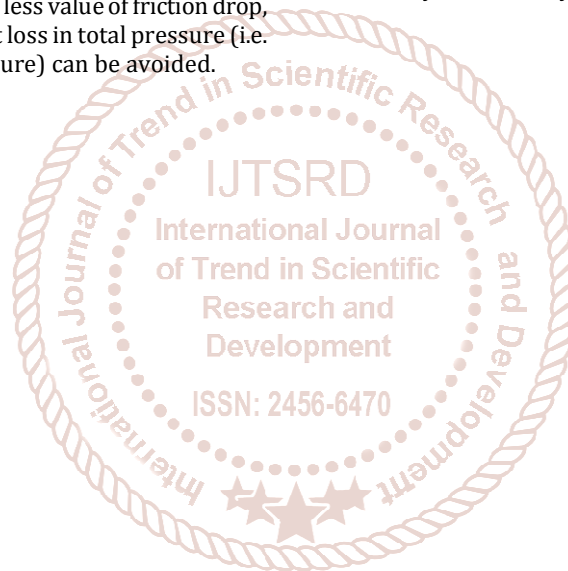 less value of friction drop,
t loss in total pressure (i.e.
ure) can be avoided.
International Journal of Trend in Scientific Research and Development
IJTSRD
International Journal
of Trend in Scientific
Research and
Development
ISSN: 2456-6470